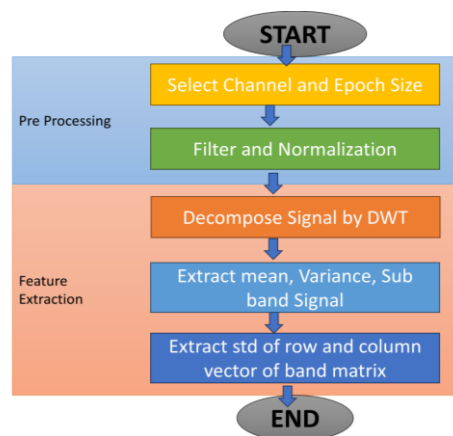 START
Select Channel and Epoch Size
Pre Processing
Filter and Normalization
Decompose Signal by DWT
Extract mean, Variance, Sub
band Signal
Feature
Extraction
Extract std of row and column
vector of band matrix
END